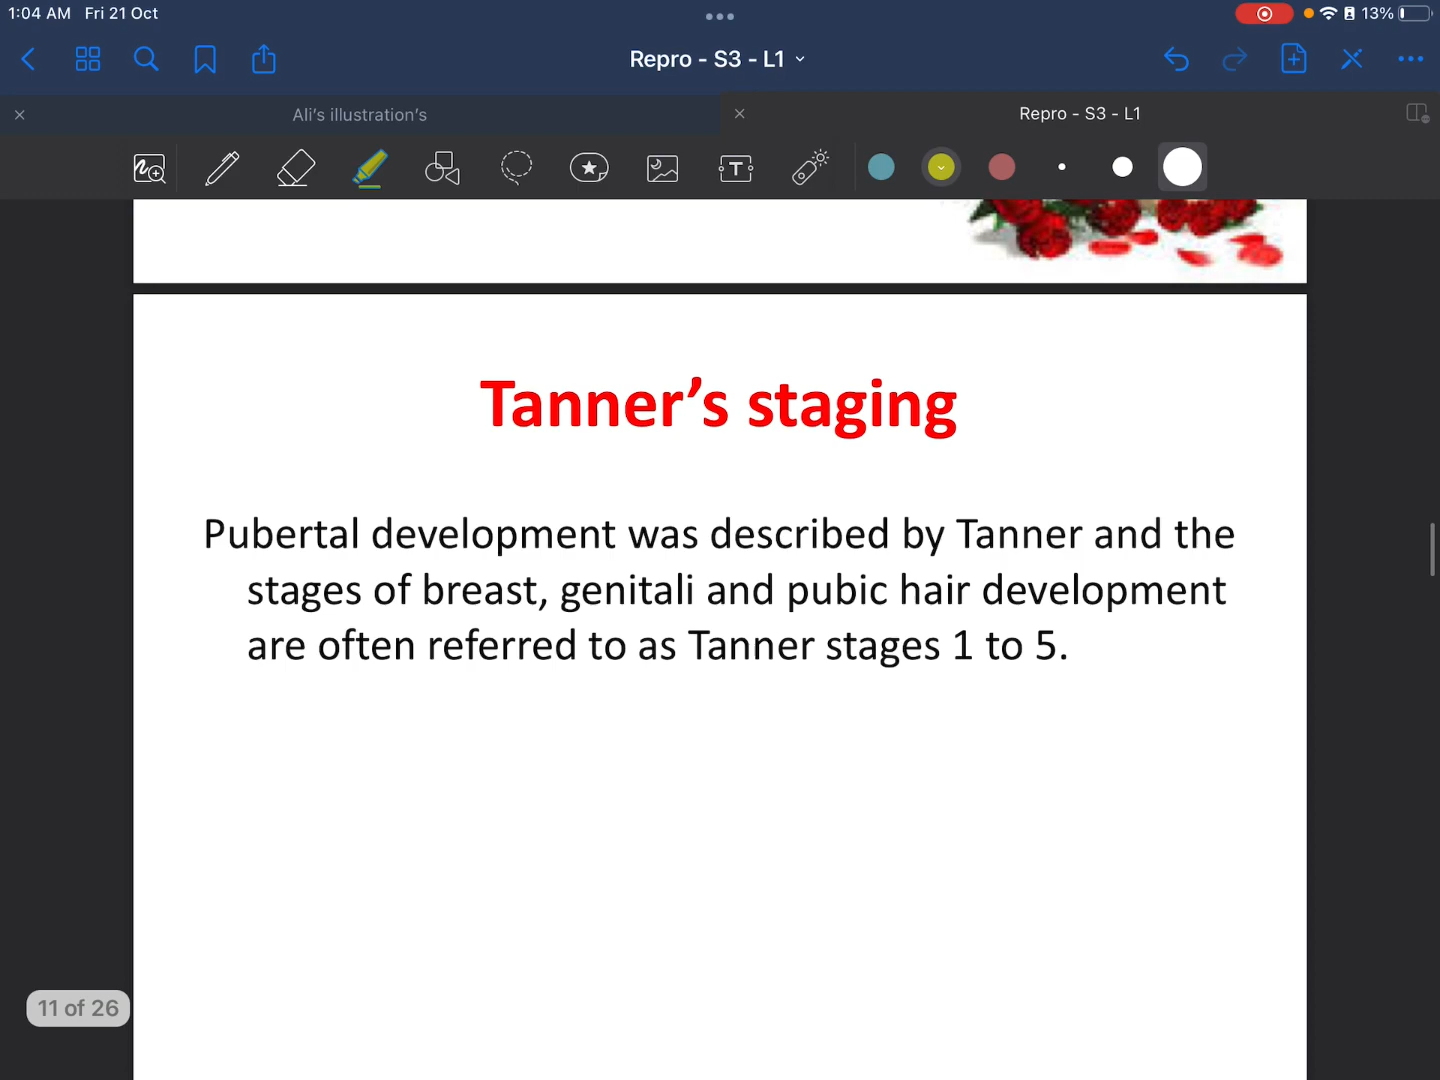 1:04 AM Fri 21 Oct
13%
Repro - S3 - L1
Ali's illustration's
Repro - S3 - L1
T
Tanner’s staging
Pubertal development was described by Tanner and the
stages of breast, genitali and pubic hair development
are often referred to as Tanner stages 1 to 5.
11 of 26